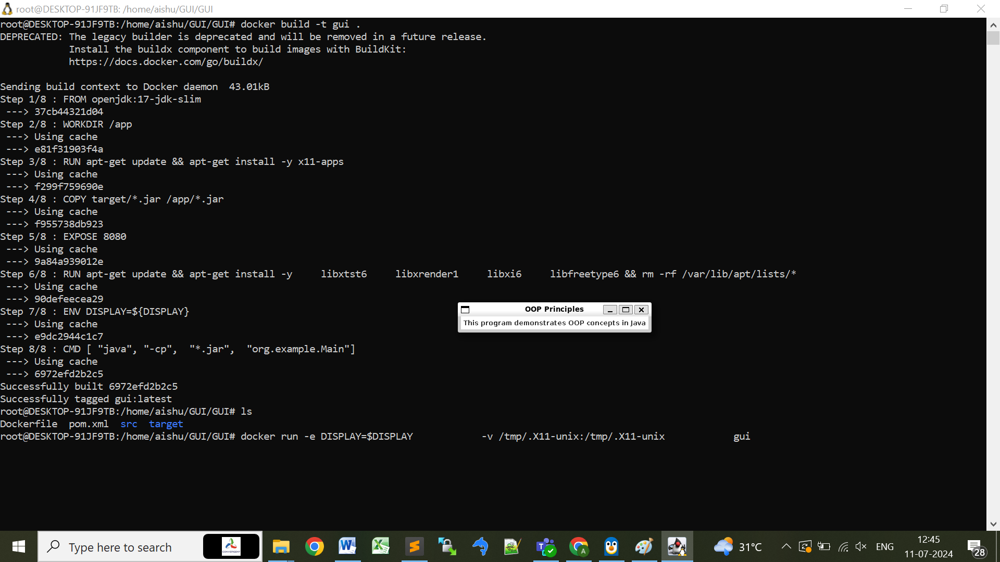 root@DESKTOP-91JF9TB: /home/aishu/GUI/GUI
root@DESKTOP-91JF9TB:/home/aishu/GUI/GUI# docker build -t gui .
DEPRECATED: The legacy builder is deprecated and will be removed in a future release.
            Install the buildx component to build images with BuildKit:
            https://docs.docker.com/go/buildx/
Sending build context to Docker daemon  43.01kB
Step 1/8 : FROM openjdk:17-jdk-slim
 ---> 37cb44321d04
Step 2/8 : WORKDIR /app
 ---> Using cache
 ---> e81f31903f4a
Step 3/8 : RUN apt-get update && apt-get install -y x11-apps
 ---> Using cache
 ---> f299f759690e
Step 4/8 : COPY target/*.jar /app/*.jar
 ---> Using cache
 ---> f955738db923
Step 5/8 : EXPOSE 8080
 ---> Using cache
 ---> 9a84a939012e
Step 6/8 : RUN apt-get update && apt-get install -y     libxtst6     libxrender1     libxi6     libfreetype6 && rm -rf /var/lib/apt/lists/*
 ---> Using cache
 ---> 90defeecea29
Step 7/8 : ENV DISPLAY=${DISPLAY}
 ---> Using cache
 ---> e9dc2944c1c7
Step 8/8 : CMD [ "java", "-cp",  "*.jar",  "org.example.Main"]
 ---> Using cache
 ---> 6972efd2b2c5
Successfully built 6972efd2b2c5
Successfully tagged gui:latest
root@DESKTOP-91JF9TB:/home/aishu/GUI/GUI# ls
Dockerfile  pom.xml  src  target
root@DESKTOP-91JF9TB:/home/aishu/GUI/GUI# docker run -e DISPLAY=$DISPLAY            -v /tmp/.X11-unix:/tmp/.X11-unix            gui
OOP Principles
This program demonstrates OOP concepts in Java
Type here to search
CONVERGENT
31°C
ENG
12:45
11-07-2024
28